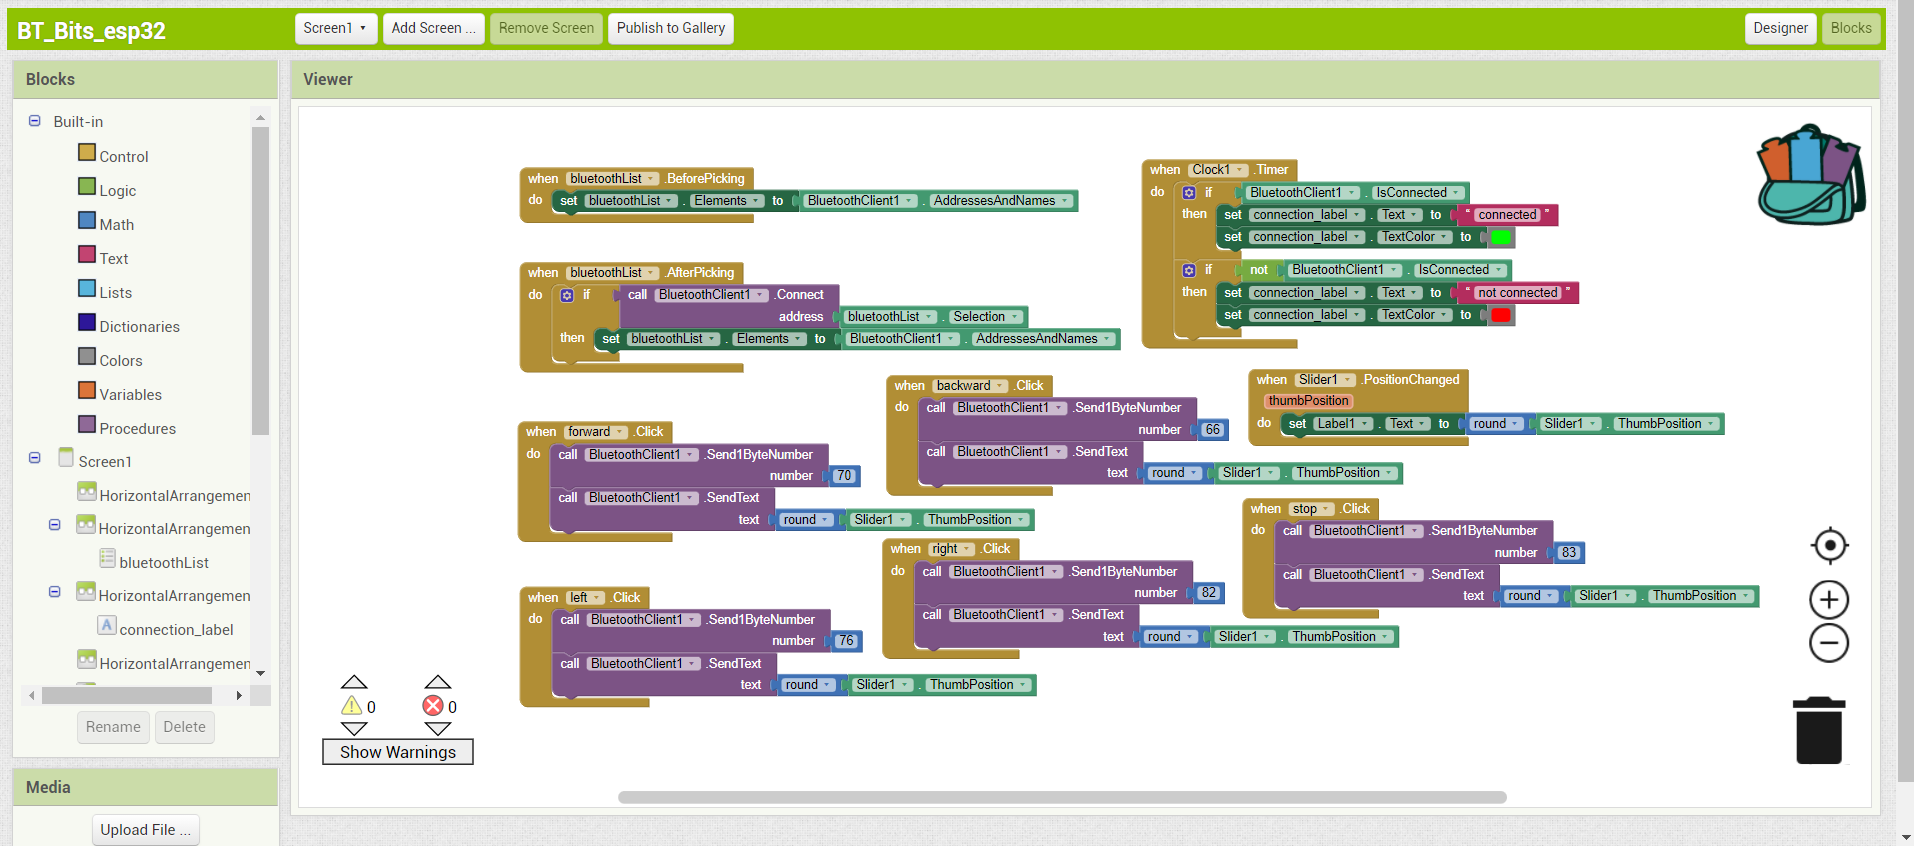 BT_Bits_esp32
Screen1
Add Screen ...
Remove Screen
Publish to Gallery
Designer
Blocks
Blocks
Built-in
Control
Logic
Math
Text
Lists
Dictionaries
Colors
Variables
Procedures
Screen1
HorizontalArrangemen
HorizontalArrangemen
bluetoothList
HorizontalArrangemen
A connection_label
HorizontalArrangemen
Rename
Delete
Media
Upload File ...
Viewer
when bluetoothList .BeforePicking
do set bluetoothList . Elements to BluetoothClient1 . AddressesAndNames
when bluetoothList .AfterPicking
do if call BluetoothClient1 .Connect
address bluetoothList . Selection
then set bluetoothList . Elements to BluetoothClient1 . AddressesAndNames
when Clock1 .Timer
do if BluetoothClient1 . IsConnected
then set connection_label . Text to " connected "
set connection_label . TextColor to
if not BluetoothClient1 . IsConnected
then set connection_label . Text to " not connected "
set connection_label . TextColor to
when backward .Click
do call BluetoothClient1 .Send1ByteNumber
number 66
call BluetoothClient1 .SendText
text round Slider1 . ThumbPosition
when Slider1 .PositionChanged
thumbPosition
do set Label1 . Text to round Slider1 . ThumbPosition
when forward .Click
do call BluetoothClient1 .Send1ByteNumber
number 70
call BluetoothClient1 .SendText
text round Slider1 . ThumbPosition
when stop .Click
do call BluetoothClient1 .Send1ByteNumber
number 83
call BluetoothClient1 .SendText
text round Slider1 . ThumbPosition
when right .Click
do call BluetoothClient1 .Send1ByteNumber
number 82
call BluetoothClient1 .SendText
text round Slider1 . ThumbPosition
when left .Click
do call BluetoothClient1 .Send1ByteNumber
number 76
call BluetoothClient1 .SendText
text round Slider1 . ThumbPosition
0
0
Show Warnings